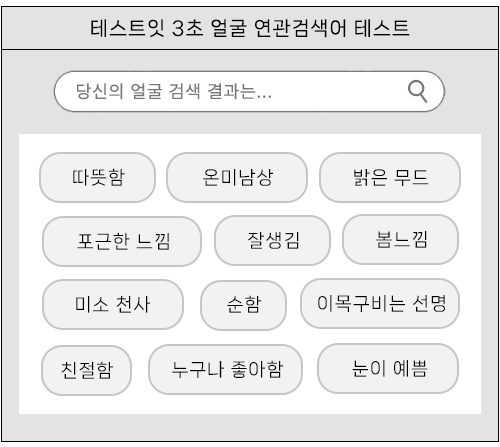 테스트잇 3초 얼굴 연관검색어 테스트
당신의 얼굴 검색 결과는...
따뜻함 온미남상 밝은 무드
포근한 느낌 잘생김 봄느낌
미소 천사 순함 이목구비는 선명
친절함 누구나 좋아함 눈이 예쁨